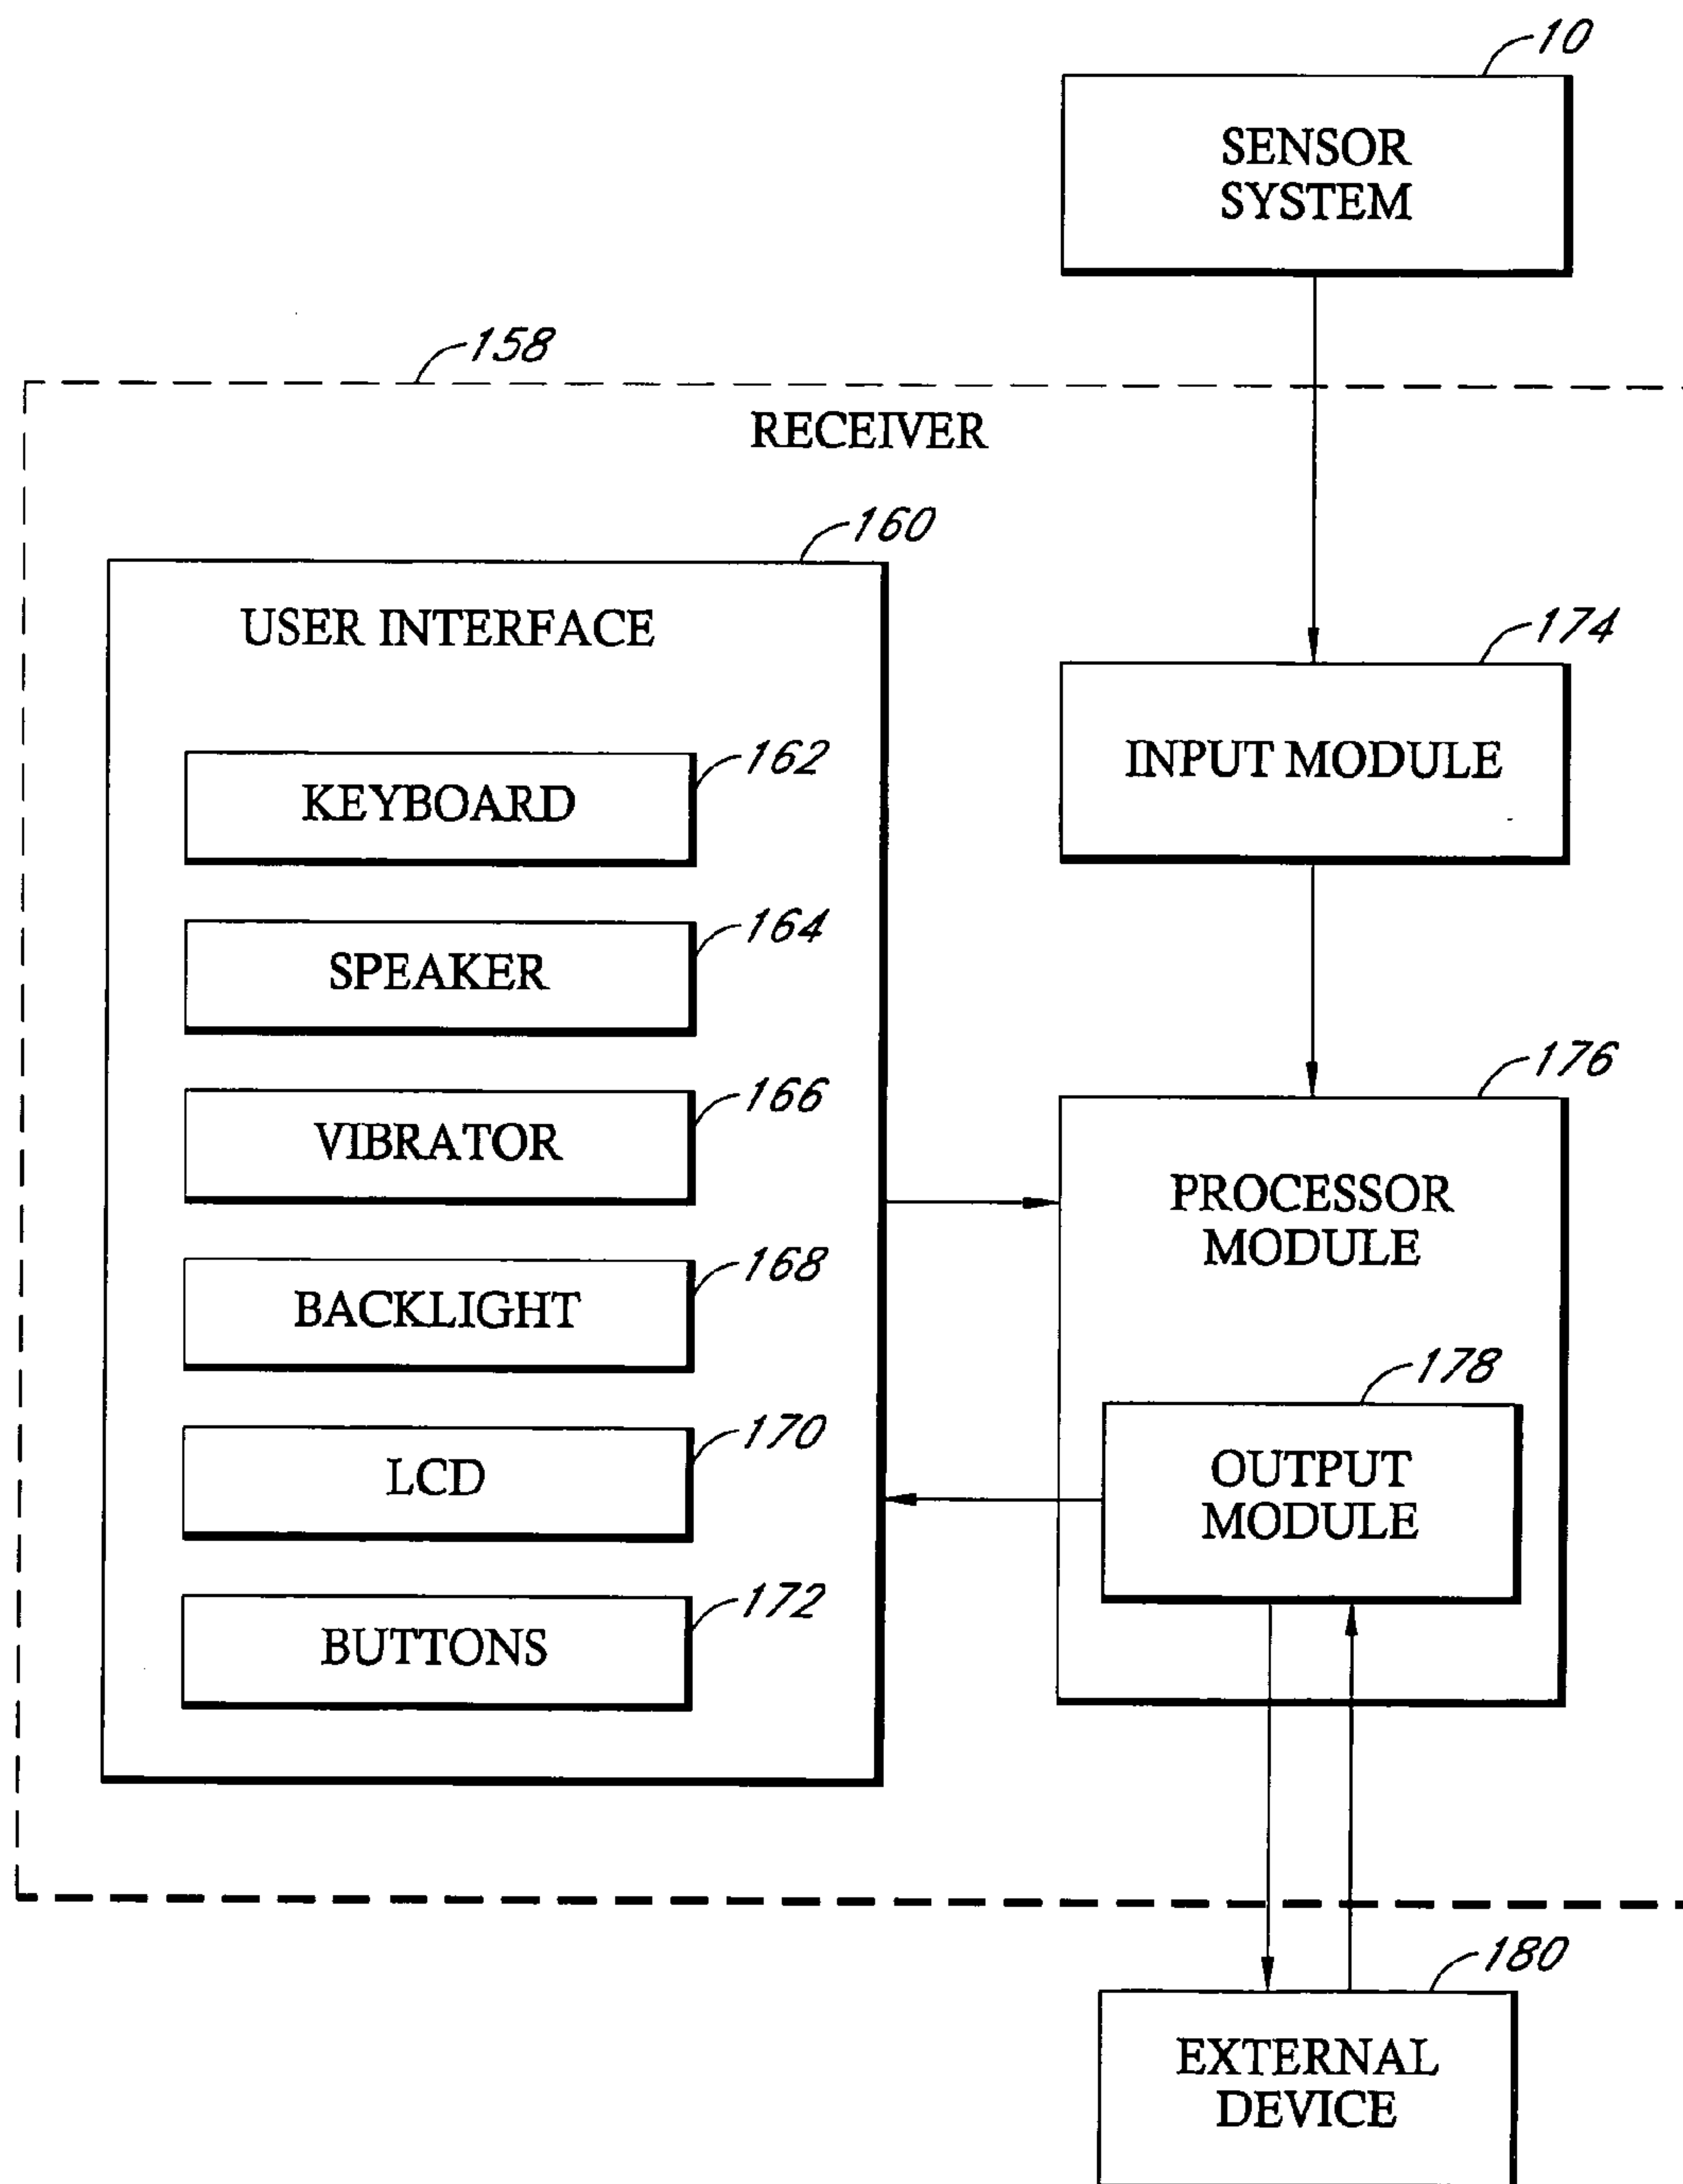 10
SENSOR
SYSTEM
158
RECEIVER
160
USER INTERFACE
174
INPUT MODULE
162
KEYBOARD
164
SPEAKER
166
VIBRATOR
168
BACKLIGHT
170
LCD
172
BUTTONS
176
PROCESSOR
MODULE
178
OUTPUT
MODULE
180
EXTERNAL
DEVICE